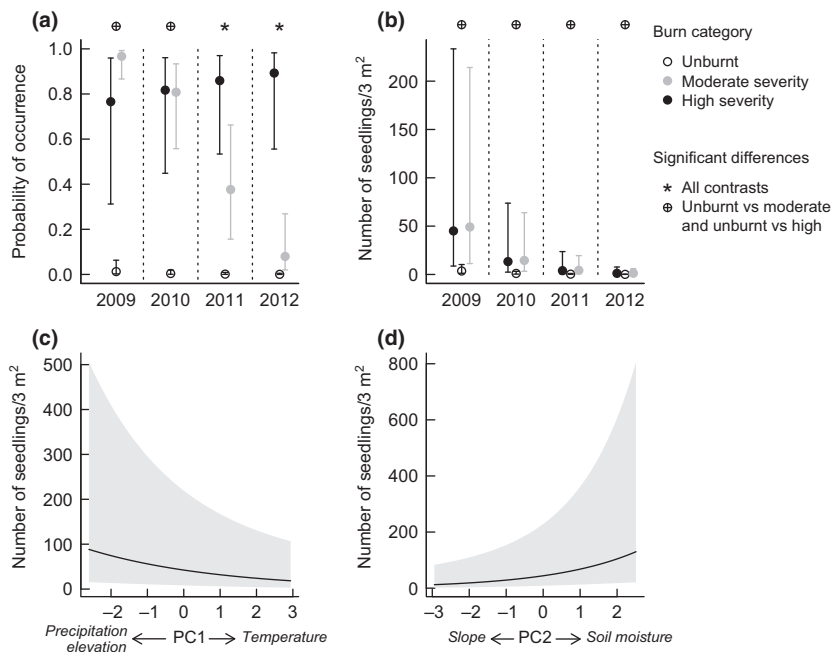 (a)
Probability of occurrence
1.0
0.8
0.6
0.4
0.2
0.0
* *
2009 2010 2011 2012
(b)
Number of seedlings/3 m²
200
150
100
50
0
2009 2010 2011 2012
Burn category
Unburnt
Moderate severity
High severity
Significant differences
* All contrasts
⊕ Unburnt vs moderate
and unburnt vs high
(c)
Number of seedlings/3 m²
500
400
300
200
100
0
–2 –1 0 1 2 3
Precipitation
elevation ← PC1 → Temperature
(d)
Number of seedlings/3 m²
800
600
400
200
0
–3 –2 –1 0 1 2
Slope ← PC2 → Soil moisture